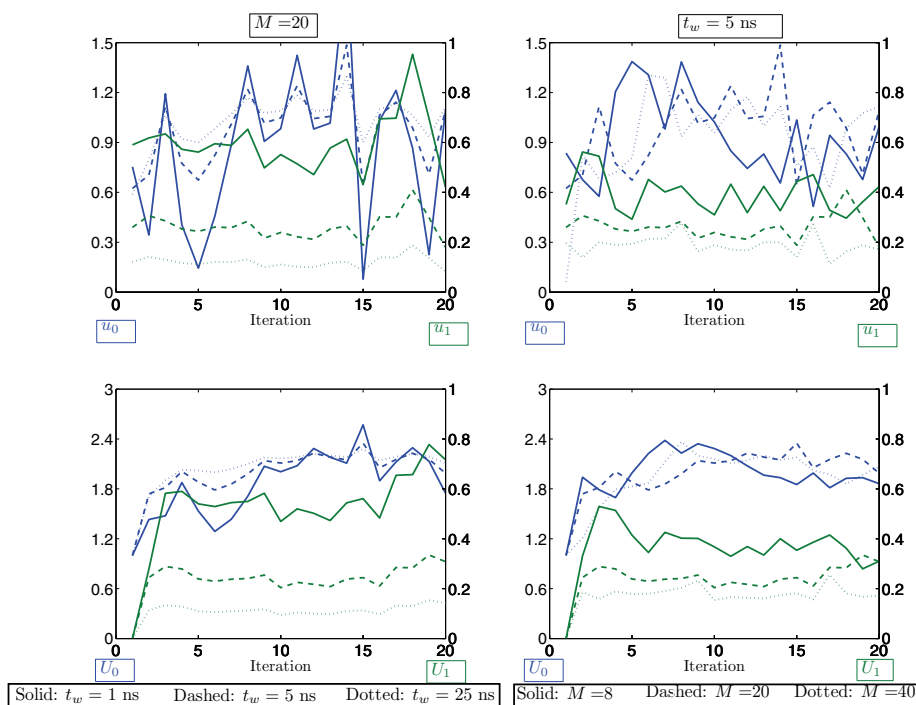 M =20
t_w = 5 ns
1.5 1 1.5 1
1.2 0.8 1.2 0.8
0.9 0.6 0.9 0.6
0.6 0.4 0.6 0.4
0.3 0.2 0.3 0.2
0 0 0 0
0 5 10 15 20 0 5 10 15 20
Iteration Iteration
u_0 u_1 u_0 u_1
3 1 3 1
2.4 0.8 2.4 0.8
1.8 0.6 1.8 0.6
1.2 0.4 1.2 0.4
0.6 0.2 0.6 0.2
0 0 0 0
0 5 10 15 20 0 5 10 15 20
Iteration Iteration
U_0 U_1 U_0 U_1
Solid: t_w = 1 ns Dashed: t_w = 5 ns Dotted: t_w = 25 ns
Solid: M =8 Dashed: M =20 Dotted: M =40